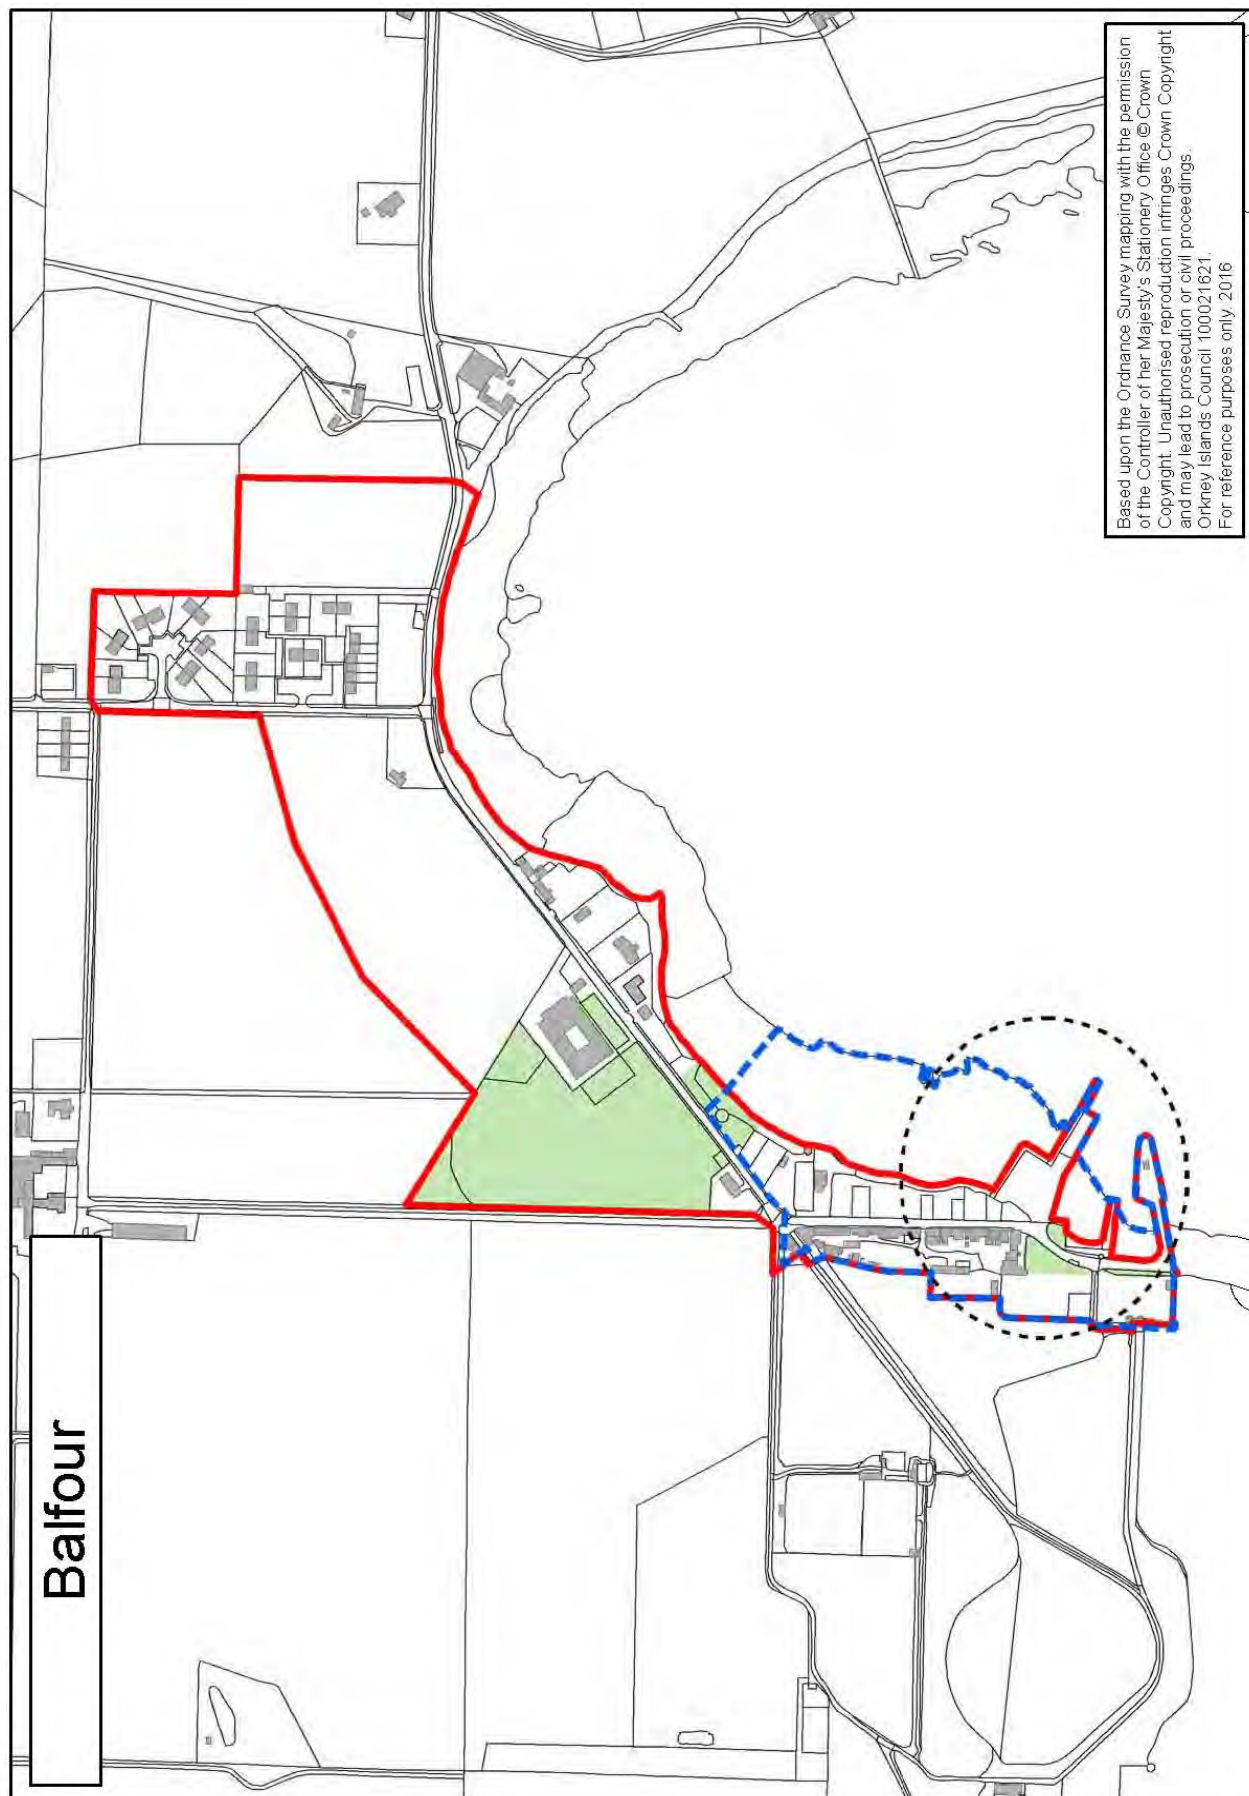 Balfour
Based upon the Ordnance Survey mapping with the permission
of the Controller of her Majesty's Stationery Office © Crown
Copyright. Unauthorised reproduction infringes Crown Copyright
and may lead to prosecution or civil proceedings.
Orkney Islands Council 100021621.
For reference purposes only. 2016